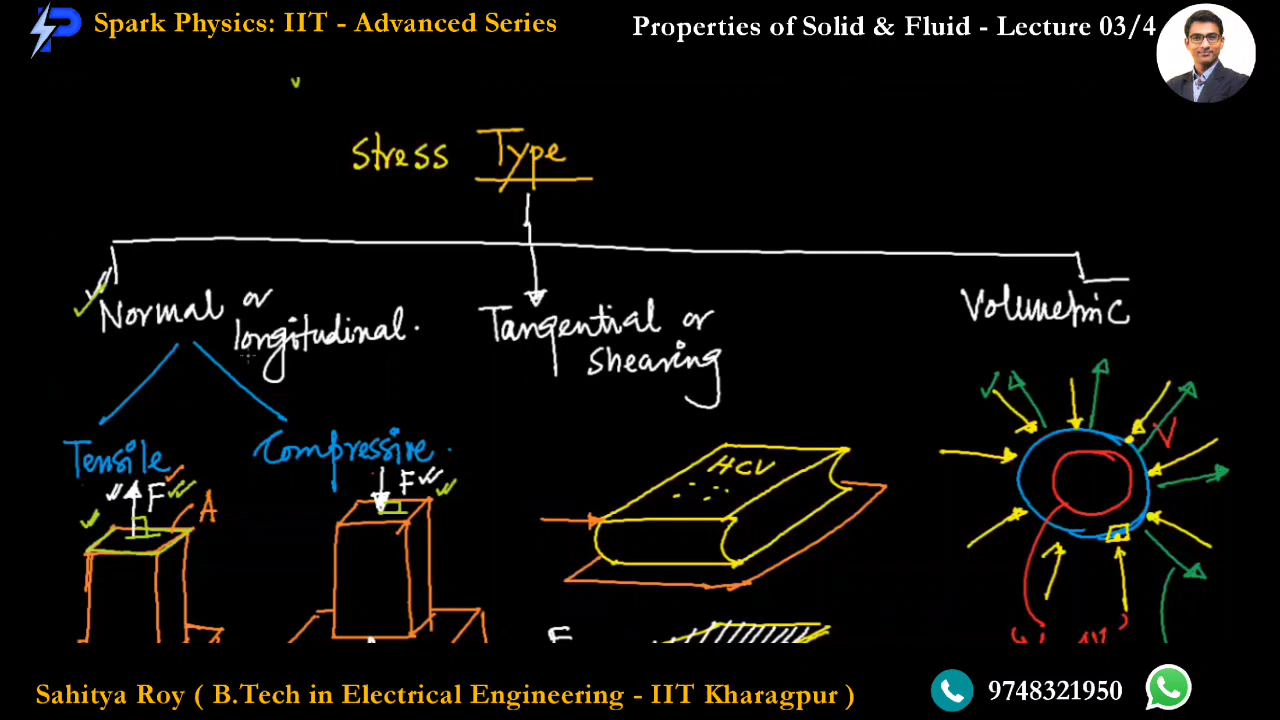 Spark Physics: IIT - Advanced Series
Properties of Solid & Fluid - Lecture 03/4
Stress Type
Normal or
longitudinal.
Tangential or
shearing
Volumetric
Tensile
Compressive.
F
A
F
HCV
V
F
Sahitya Roy ( B.Tech in Electrical Engineering - IIT Kharagpur )
9748321950